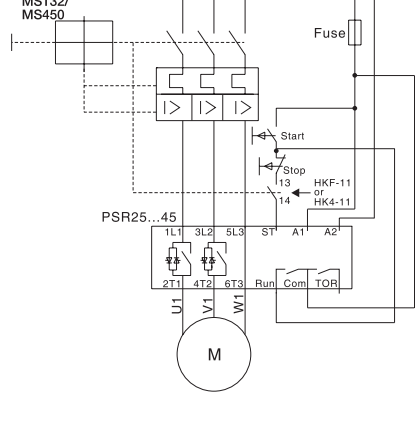 MS132/
MS450
Fuse
Start
Stop
13
14
HKF-11
or
HK4-11
PSR25...45
1L1 3L2 5L3 ST A1 A2
2T1 4T2 6T3 Run Com TOR
U1 V1 W1
M